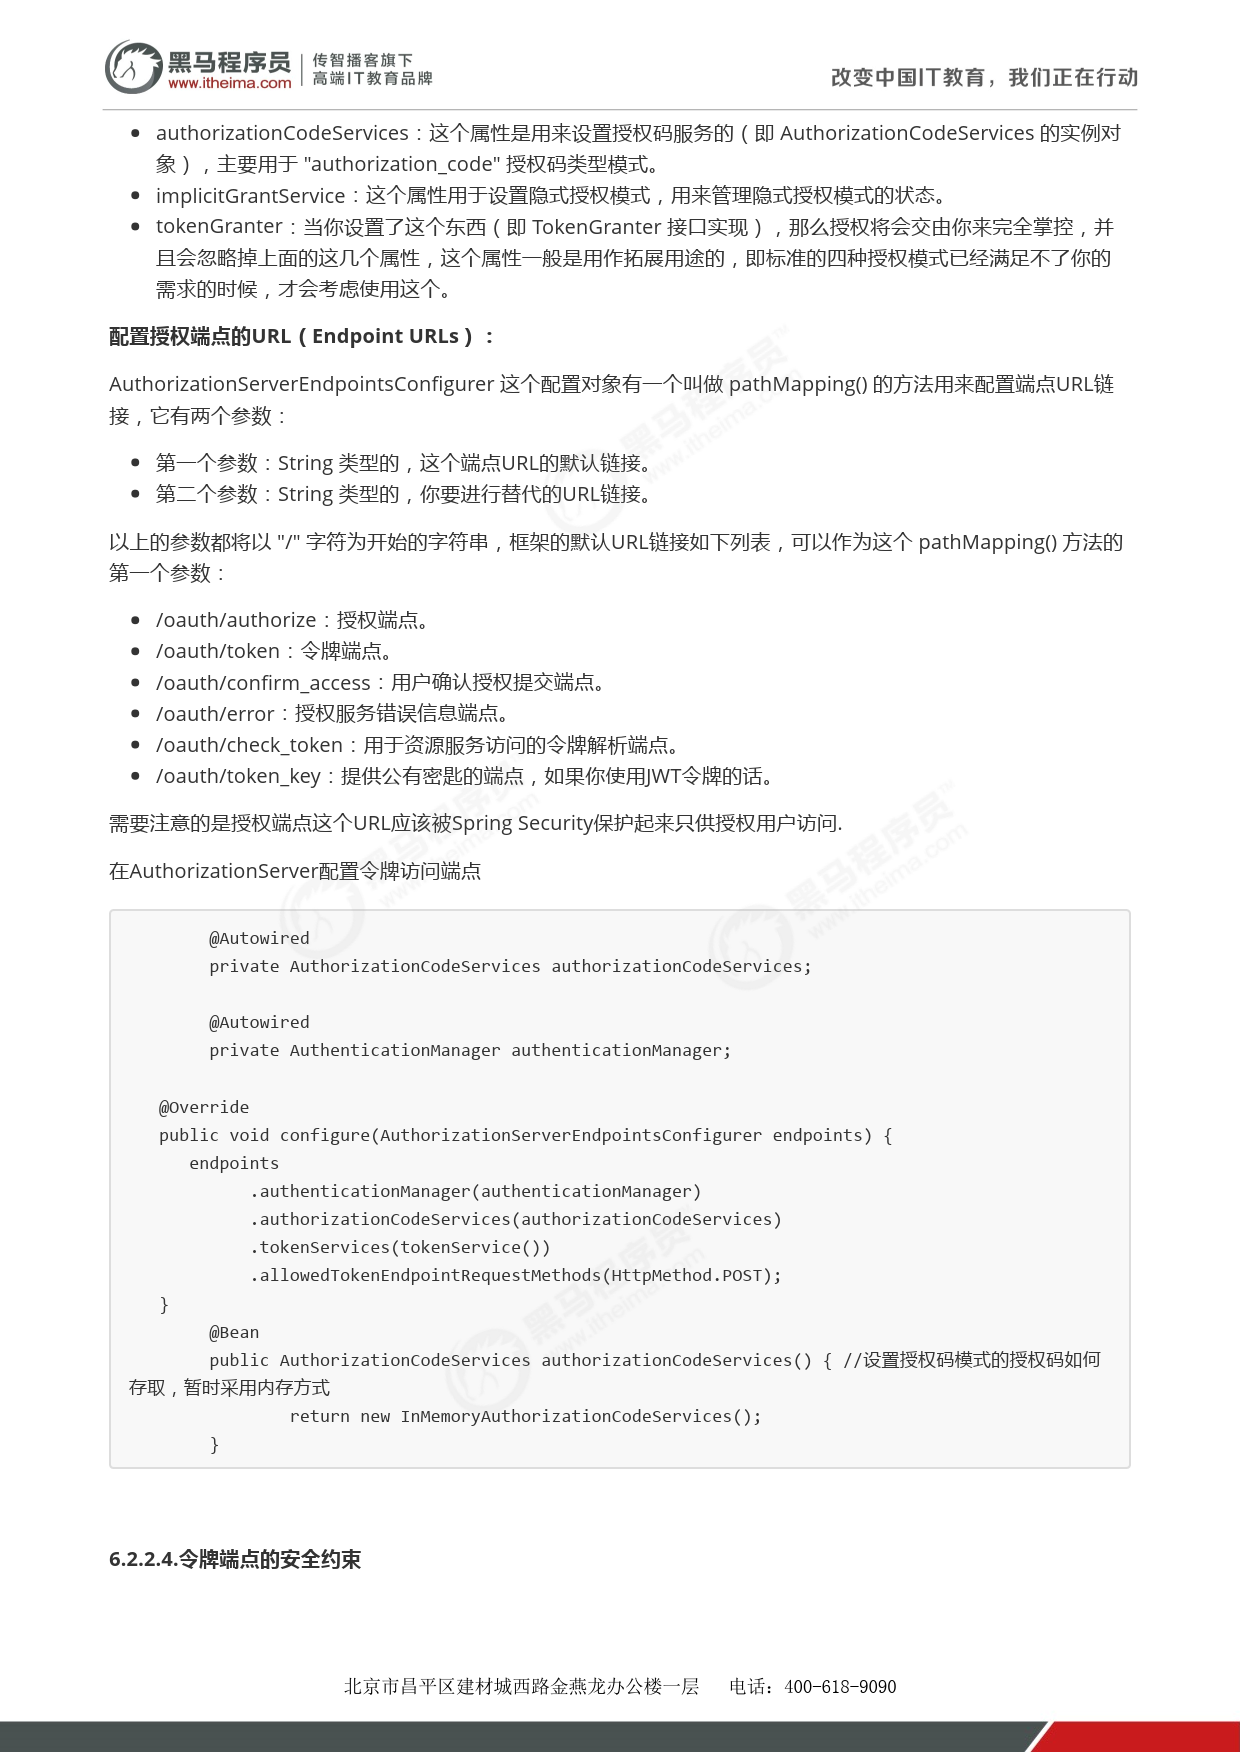 黑马程序员
www.itheima.com
传智播客旗下
高端IT教育品牌
改变中国IT教育，我们正在行动
authorizationCodeServices：这个属性是用来设置授权码服务的（即 AuthorizationCodeServices 的实例对
象），主要用于 "authorization_code" 授权码类型模式。
implicitGrantService：这个属性用于设置隐式授权模式，用来管理隐式授权模式的状态。
tokenGranter：当你设置了这个东西（即 TokenGranter 接口实现），那么授权将会交由你来完全掌控，并
且会忽略掉上面的这几个属性，这个属性一般是用作拓展用途的，即标准的四种授权模式已经满足不了你的
需求的时候，才会考虑使用这个。
配置授权端点的URL（Endpoint URLs）：
AuthorizationServerEndpointsConfigurer 这个配置对象有一个叫做 pathMapping() 的方法用来配置端点URL链
接，它有两个参数：
第一个参数：String 类型的，这个端点URL的默认链接。
第二个参数：String 类型的，你要进行替代的URL链接。
以上的参数都将以 "/" 字符为开始的字符串，框架的默认URL链接如下列表，可以作为这个 pathMapping() 方法的
第一个参数：
/oauth/authorize：授权端点。
/oauth/token：令牌端点。
/oauth/confirm_access：用户确认授权提交端点。
/oauth/error：授权服务错误信息端点。
/oauth/check_token：用于资源服务访问的令牌解析端点。
/oauth/token_key：提供公有密匙的端点，如果你使用JWT令牌的话。
需要注意的是授权端点这个URL应该被Spring Security保护起来只供授权用户访问.
在AuthorizationServer配置令牌访问端点
@Autowired
private AuthorizationCodeServices authorizationCodeServices;
@Autowired
private AuthenticationManager authenticationManager;
@Override
public void configure(AuthorizationServerEndpointsConfigurer endpoints) {
endpoints
.authenticationManager(authenticationManager)
.authorizationCodeServices(authorizationCodeServices)
.tokenServices(tokenService())
.allowedTokenEndpointRequestMethods(HttpMethod.POST);
}
@Bean
public AuthorizationCodeServices authorizationCodeServices() { //设置授权码模式的授权码如何
存取，暂时采用内存方式
return new InMemoryAuthorizationCodeServices();
}
6.2.2.4.令牌端点的安全约束
北京市昌平区建材城西路金燕龙办公楼一层 电话：400-618-9090